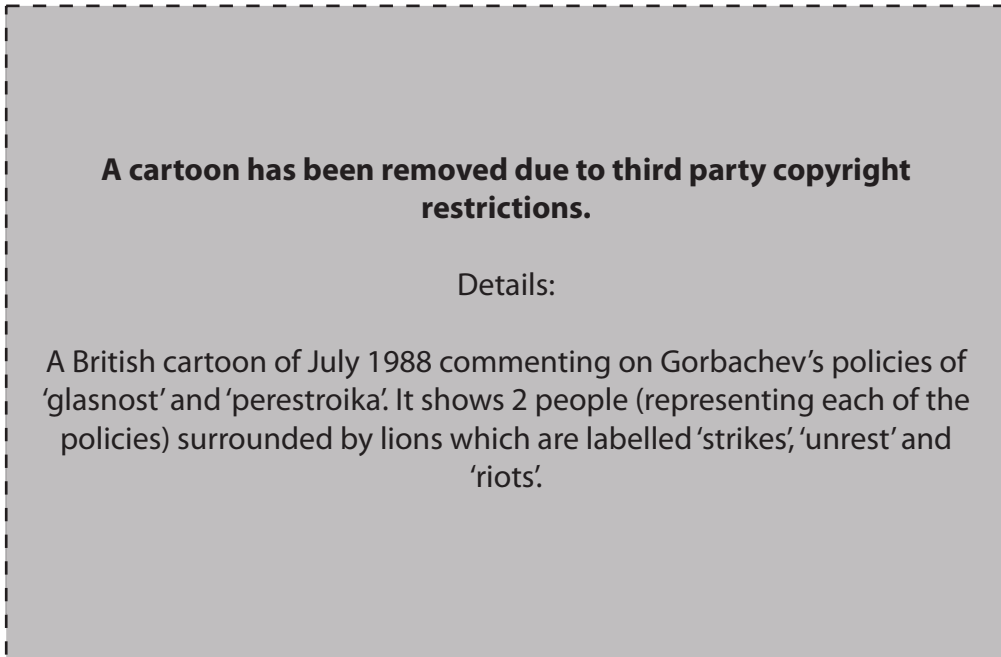 A cartoon has been removed due to third party copyright
restrictions.
Details:
A British cartoon of July 1988 commenting on Gorbachev’s policies of
‘glasnost’ and ‘perestroika’. It shows 2 people (representing each of the
policies) surrounded by lions which are labelled ‘strikes’, ‘unrest’ and
‘riots’.